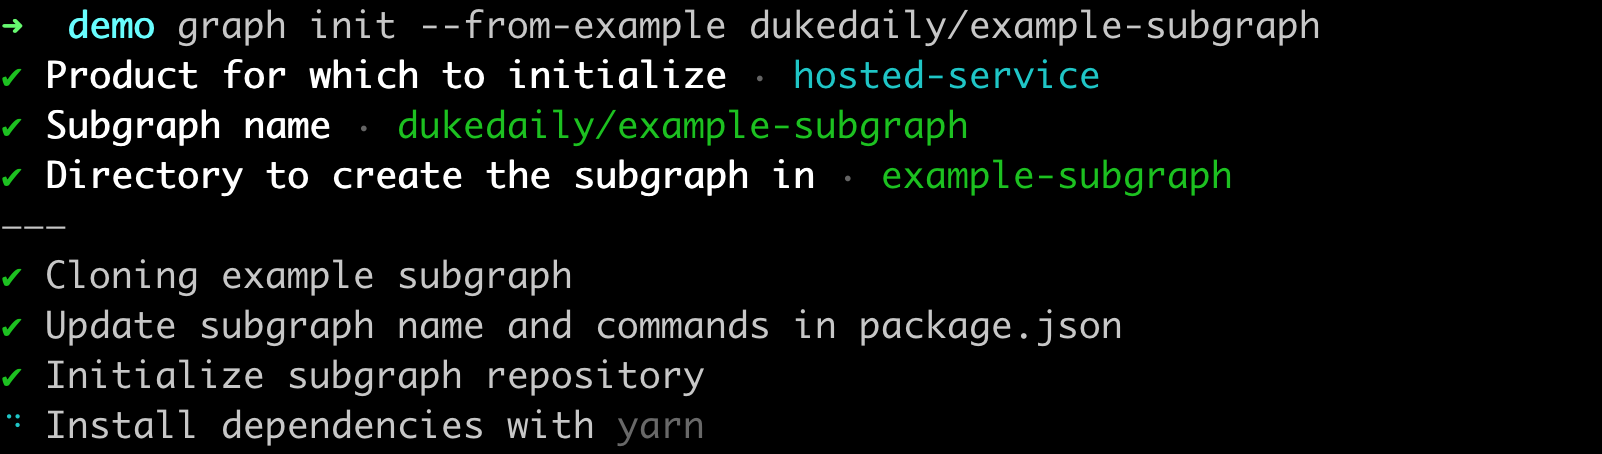 ➜  demo graph init --from-example dukedaily/example-subgraph
✔ Product for which to initialize · hosted-service
✔ Subgraph name · dukedaily/example-subgraph
✔ Directory to create the subgraph in · example-subgraph
———
✔ Cloning example subgraph
✔ Update subgraph name and commands in package.json
✔ Initialize subgraph repository
⠙ Install dependencies with yarn